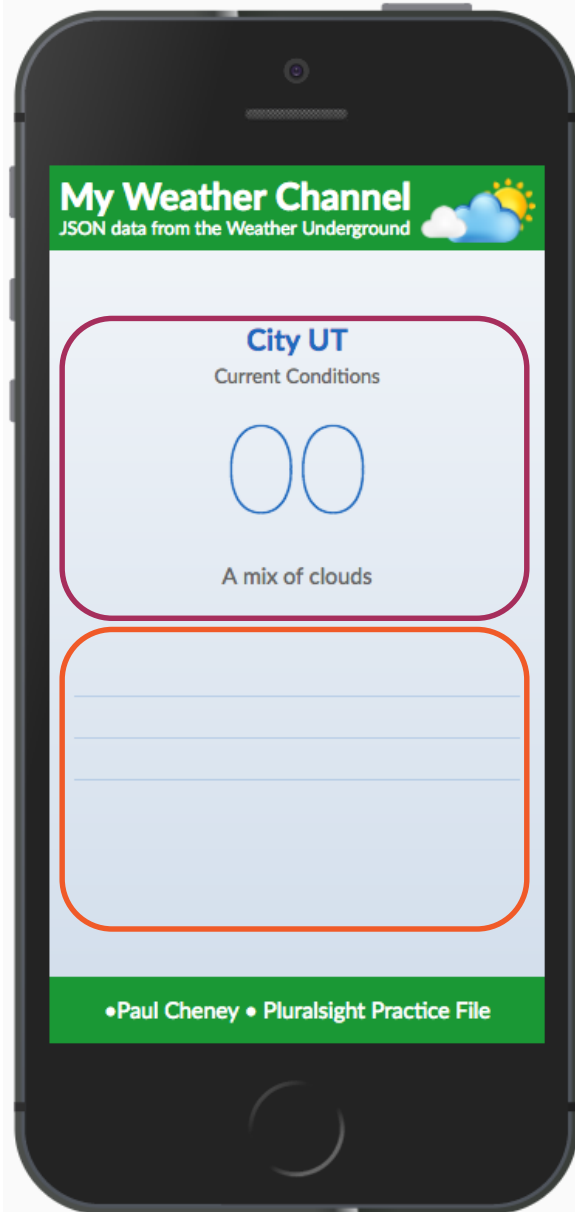 My Weather Channel
JSON data from the Weather Underground
City UT
Current Conditions
00
A mix of clouds
•Paul Cheney • Pluralsight Practice File